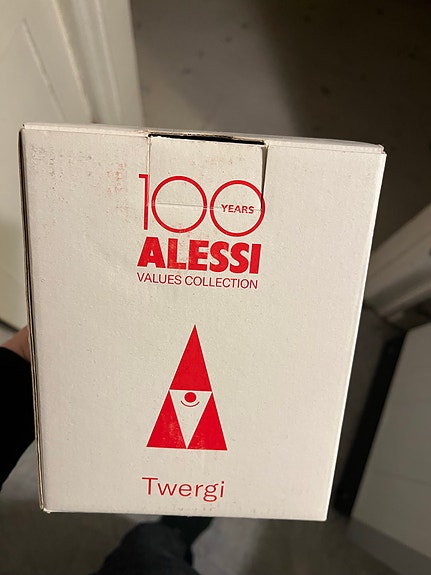 100
YEARS
ALESSI
VALUES COLLECTION
Twergi